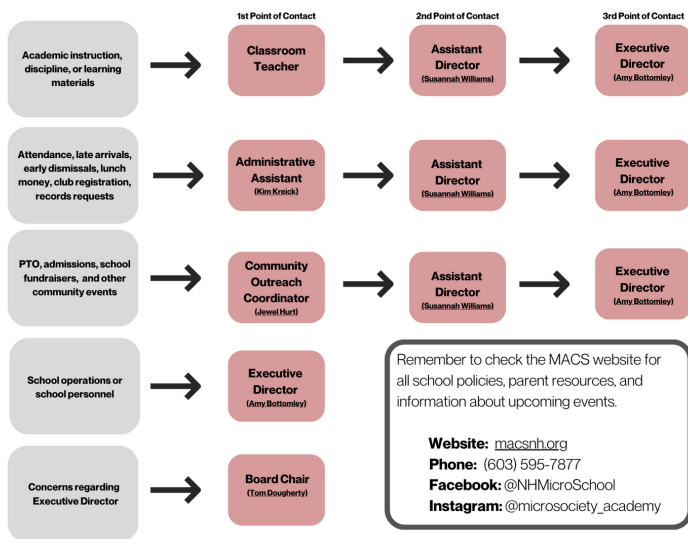 1st Point of Contact
2nd Point of Contact
3rd Point of Contact
Academic instruction,
discipline, or learning
materials
Classroom
Teacher
Assistant
Director
(Susannah Williams)
Executive
Director
(Amy Bottomley)
Attendance, late arrivals,
early dismissals, lunch
money, club registration,
records requests
Administrative
Assistant
(Kim Kreick)
Assistant
Director
(Susannah Williams)
Executive
Director
(Amy Bottomley)
PTO, admissions, school
fundraisers, and other
community events
Community
Outreach
Coordinator
(Jewel Hurt)
Assistant
Director
(Susannah Williams)
Executive
Director
(Amy Bottomley)
School operations or
school personnel
Executive
Director
(Amy Bottomley)
Concerns regarding
Executive Director
Board Chair
(Tom Dougherty)
Remember to check the MACS website for
all school policies, parent resources, and
information about upcoming events.
Website: macsnh.org
Phone: (603) 595-7877
Facebook: @NHMicroSchool
Instagram: @microsociety_academy